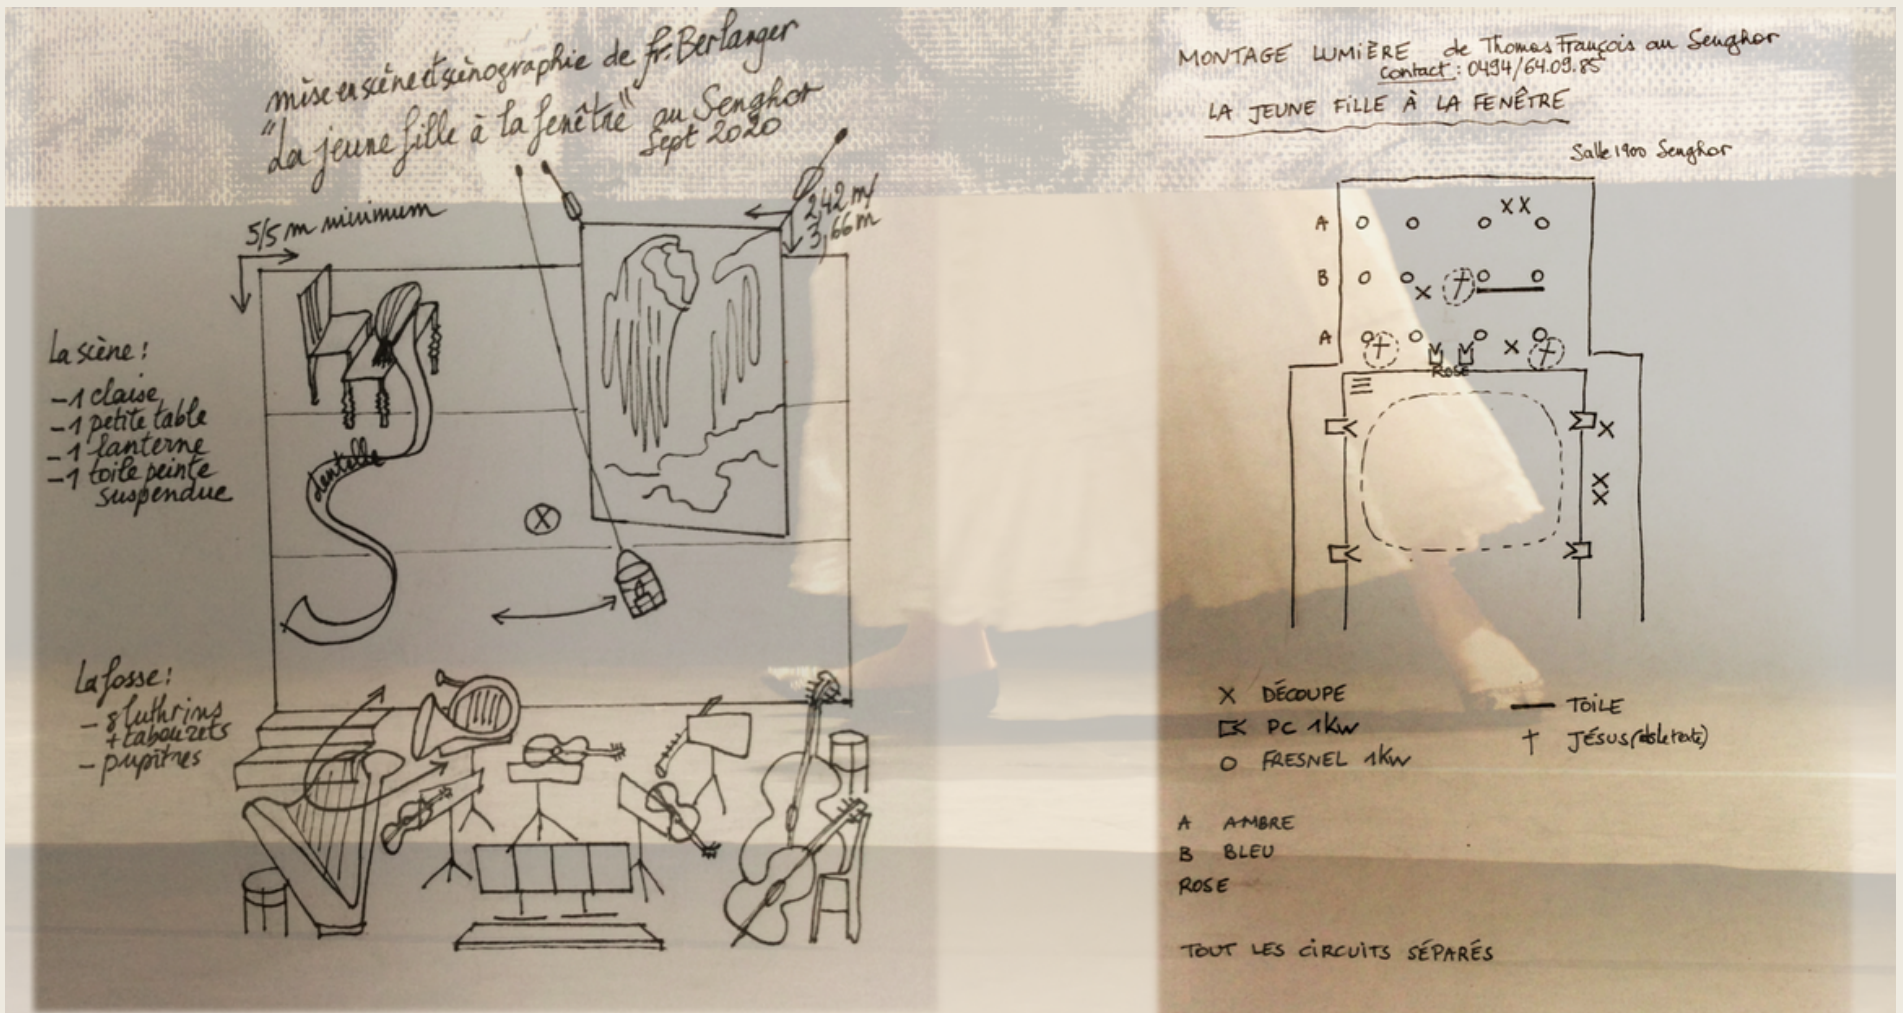 mise en scène et scènographie de fr. Berlanger
"La jeune fille à la fenêtre" au Senghor
Sept 2020
5/5 m minimum
2,42 m/
3,66 m
La scène :
- 1 chaise
- 1 petite table
- 1 lanterne
- 1 toile peinte
suspendue
dentelle
X
La fosse :
- 8 luthrins
+ tabourets
- pupîtres
MONTAGE LUMIÈRE de Thomas François au Senghor
Contact : 0494/64.09.85
LA JEUNE FILLE À LA FENÊTRE
Salle 1900 Senghor
A
B
A
ROSE
X DÉCOUPE
PC 1KW
O FRESNEL 1KW
TOILE
† JÉSUS
A AMBRE
B BLEU
ROSE
TOUT LES CIRCUITS SÉPARÉS